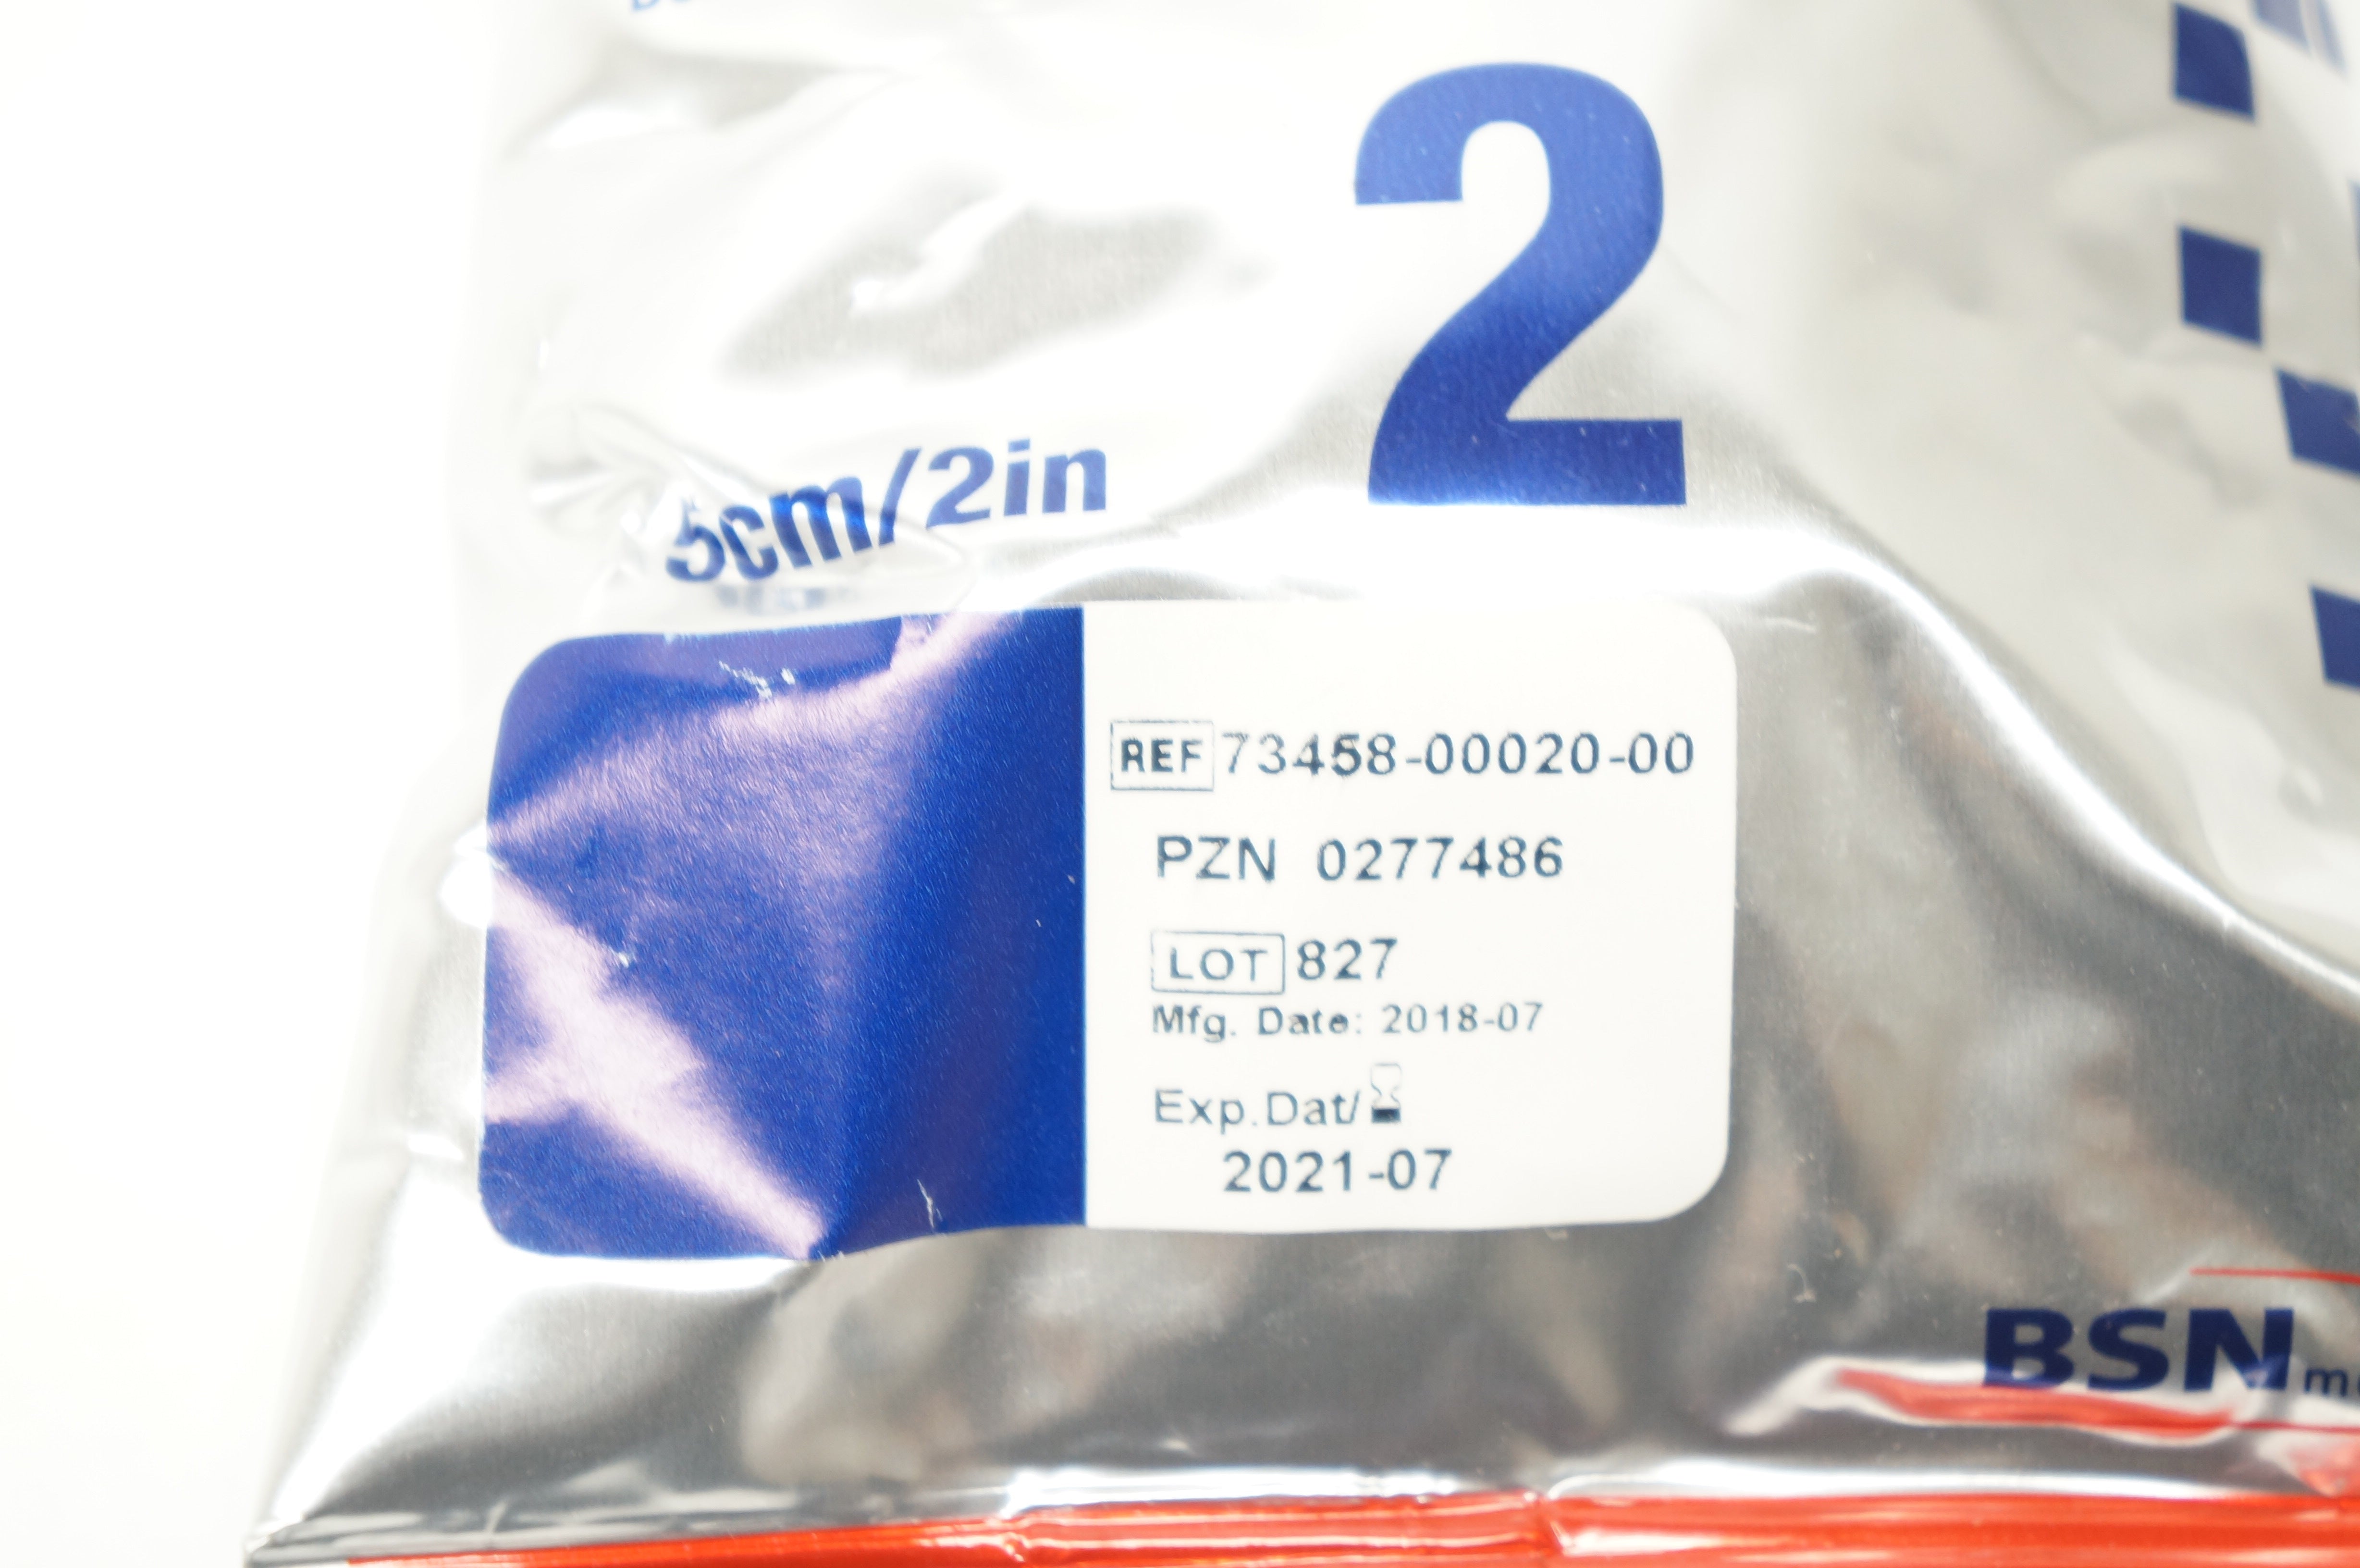 2
5cm/2in
REF 73458-00020-00
PZN 0277486
LOT 827
Mfg. Date: 2018-07
Exp.Dat/
2021-07
BSN